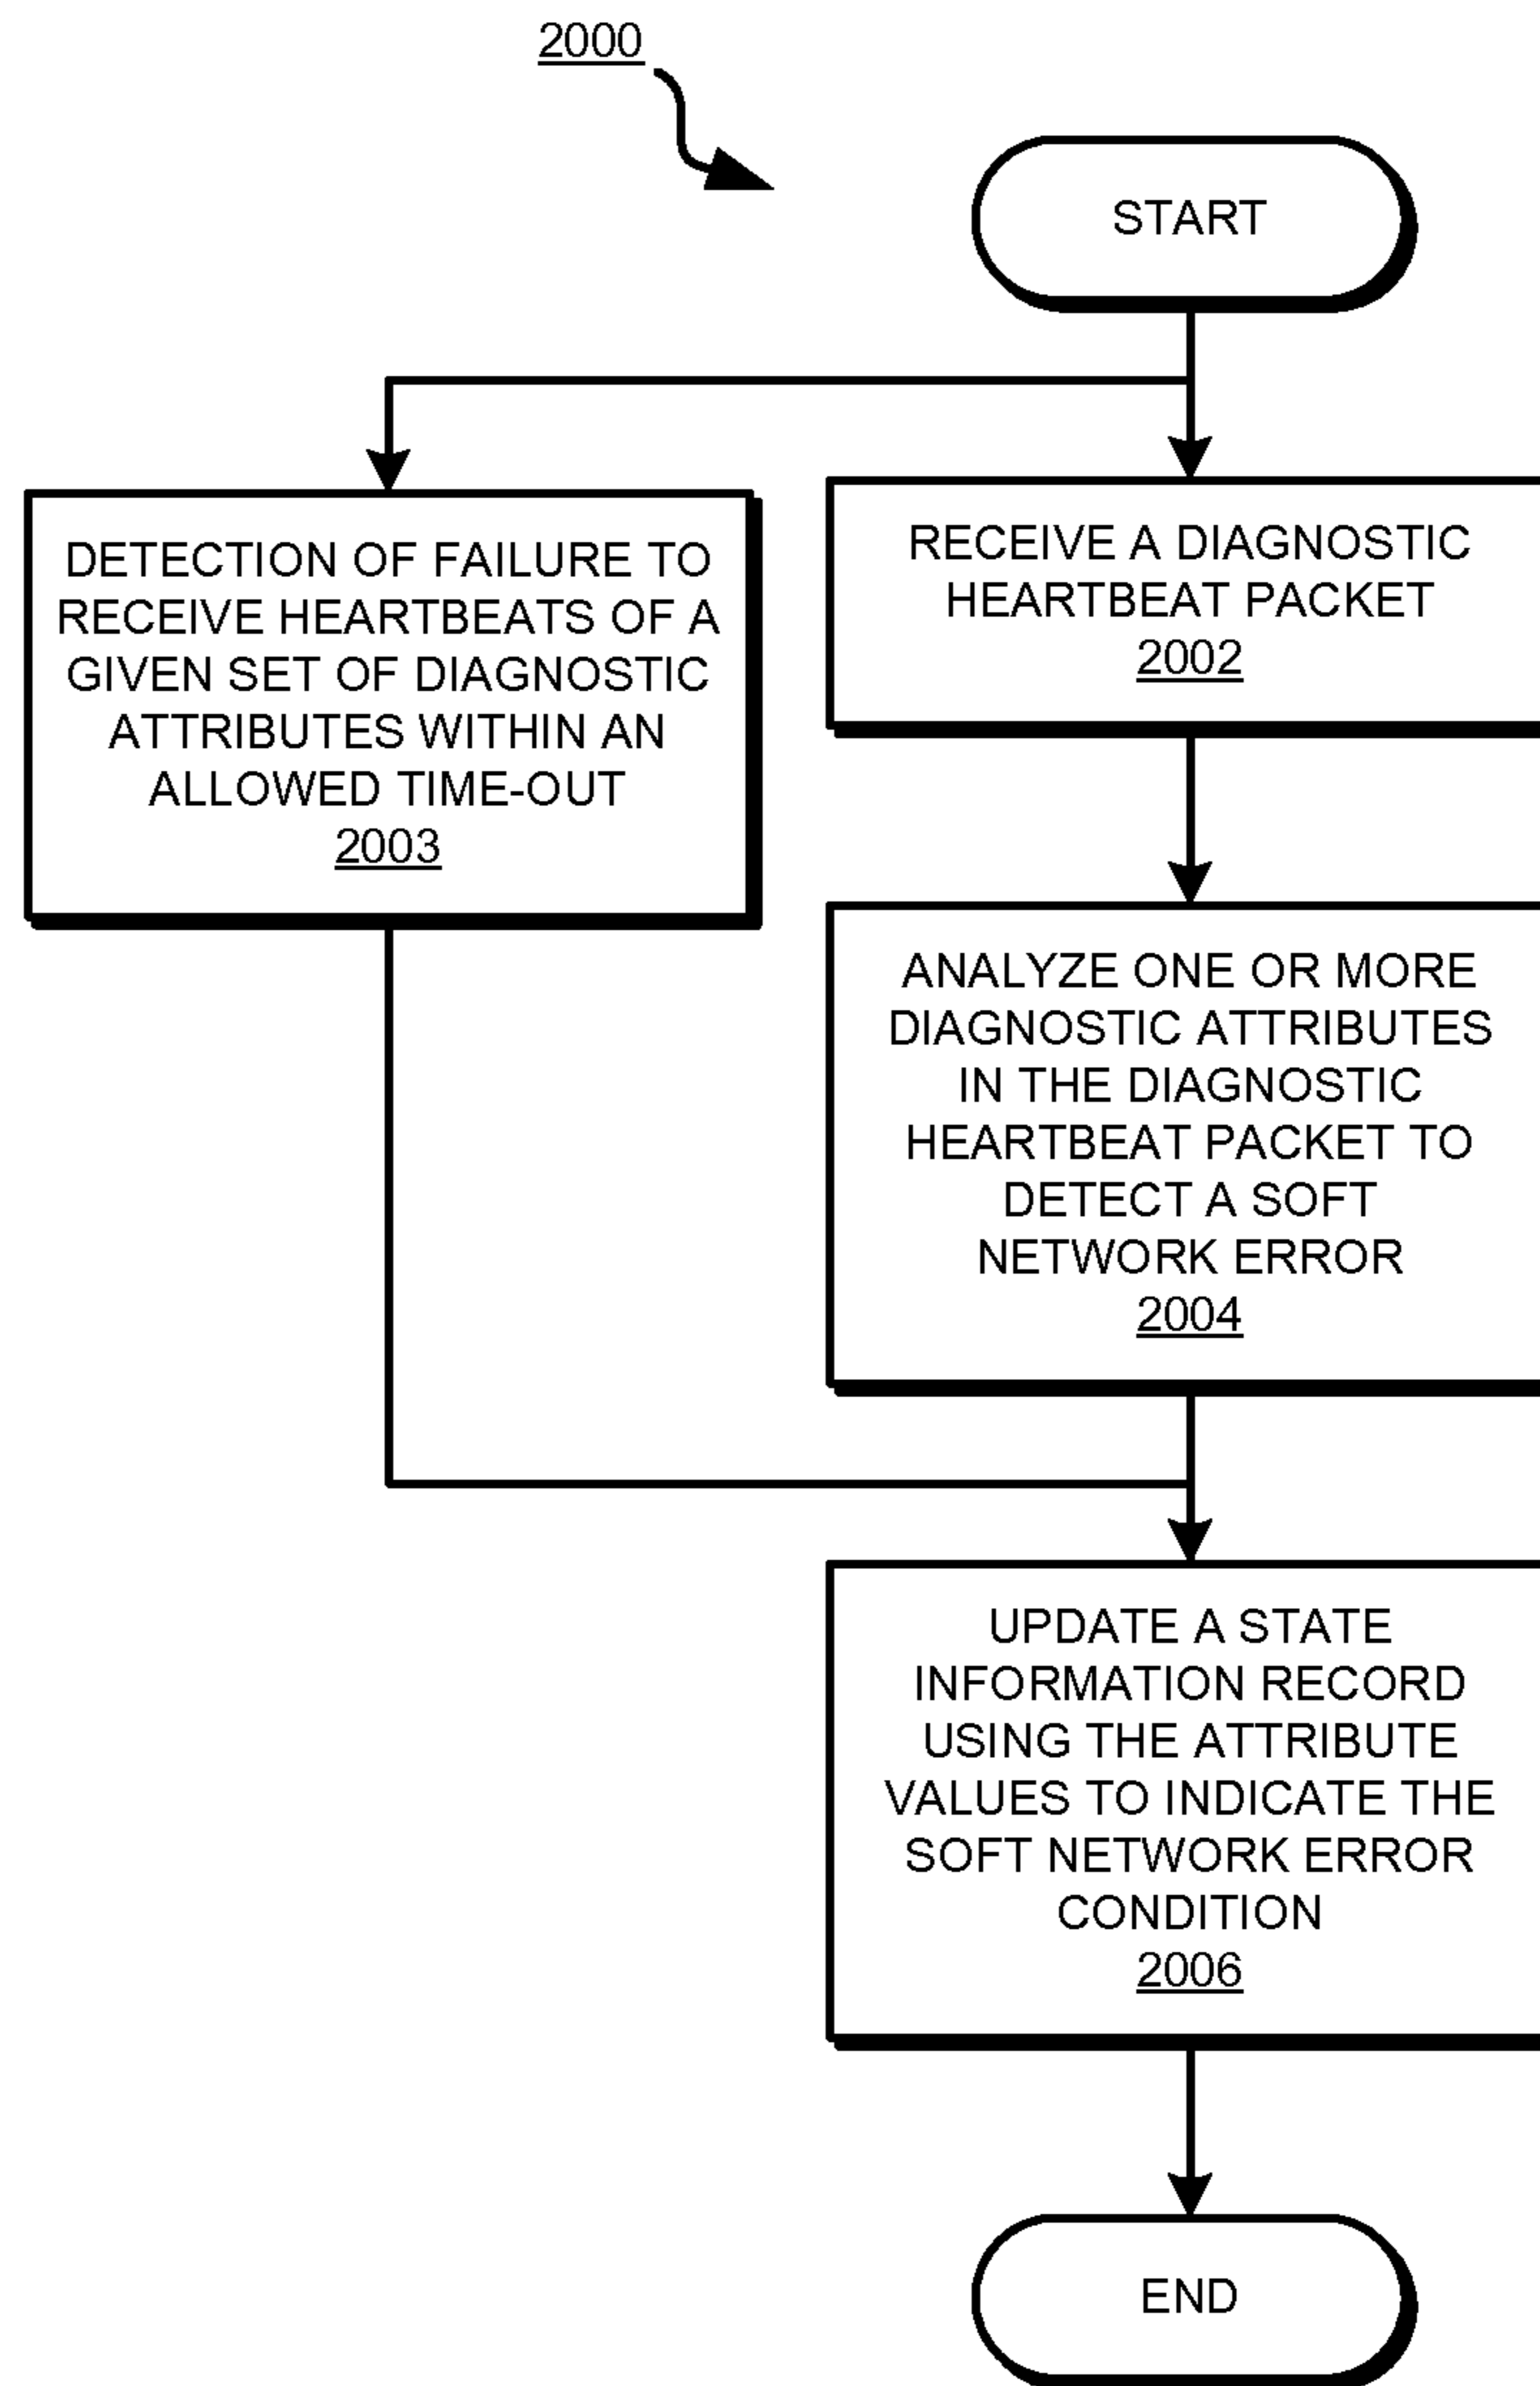 2000
START
DETECTION OF FAILURE TO
RECEIVE HEARTBEATS OF A
GIVEN SET OF DIAGNOSTIC
ATTRIBUTES WITHIN AN
ALLOWED TIME-OUT
2003
RECEIVE A DIAGNOSTIC
HEARTBEAT PACKET
2002
ANALYZE ONE OR MORE
DIAGNOSTIC ATTRIBUTES
IN THE DIAGNOSTIC
HEARTBEAT PACKET TO
DETECT A SOFT
NETWORK ERROR
2004
UPDATE A STATE
INFORMATION RECORD
USING THE ATTRIBUTE
VALUES TO INDICATE THE
SOFT NETWORK ERROR
CONDITION
2006
END